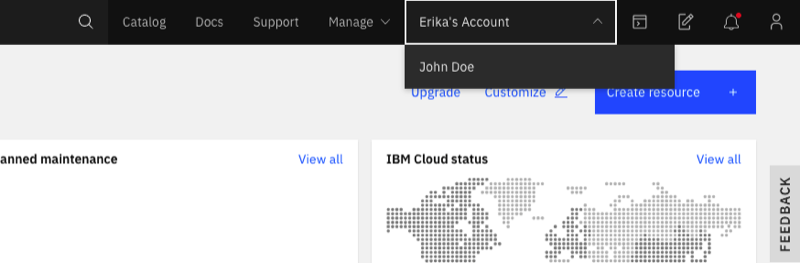 Catalog Docs Support Manage Erika's Account
John Doe
Upgrade Customize Create resource
anned maintenance View all IBM Cloud status View all
FEEDBACK